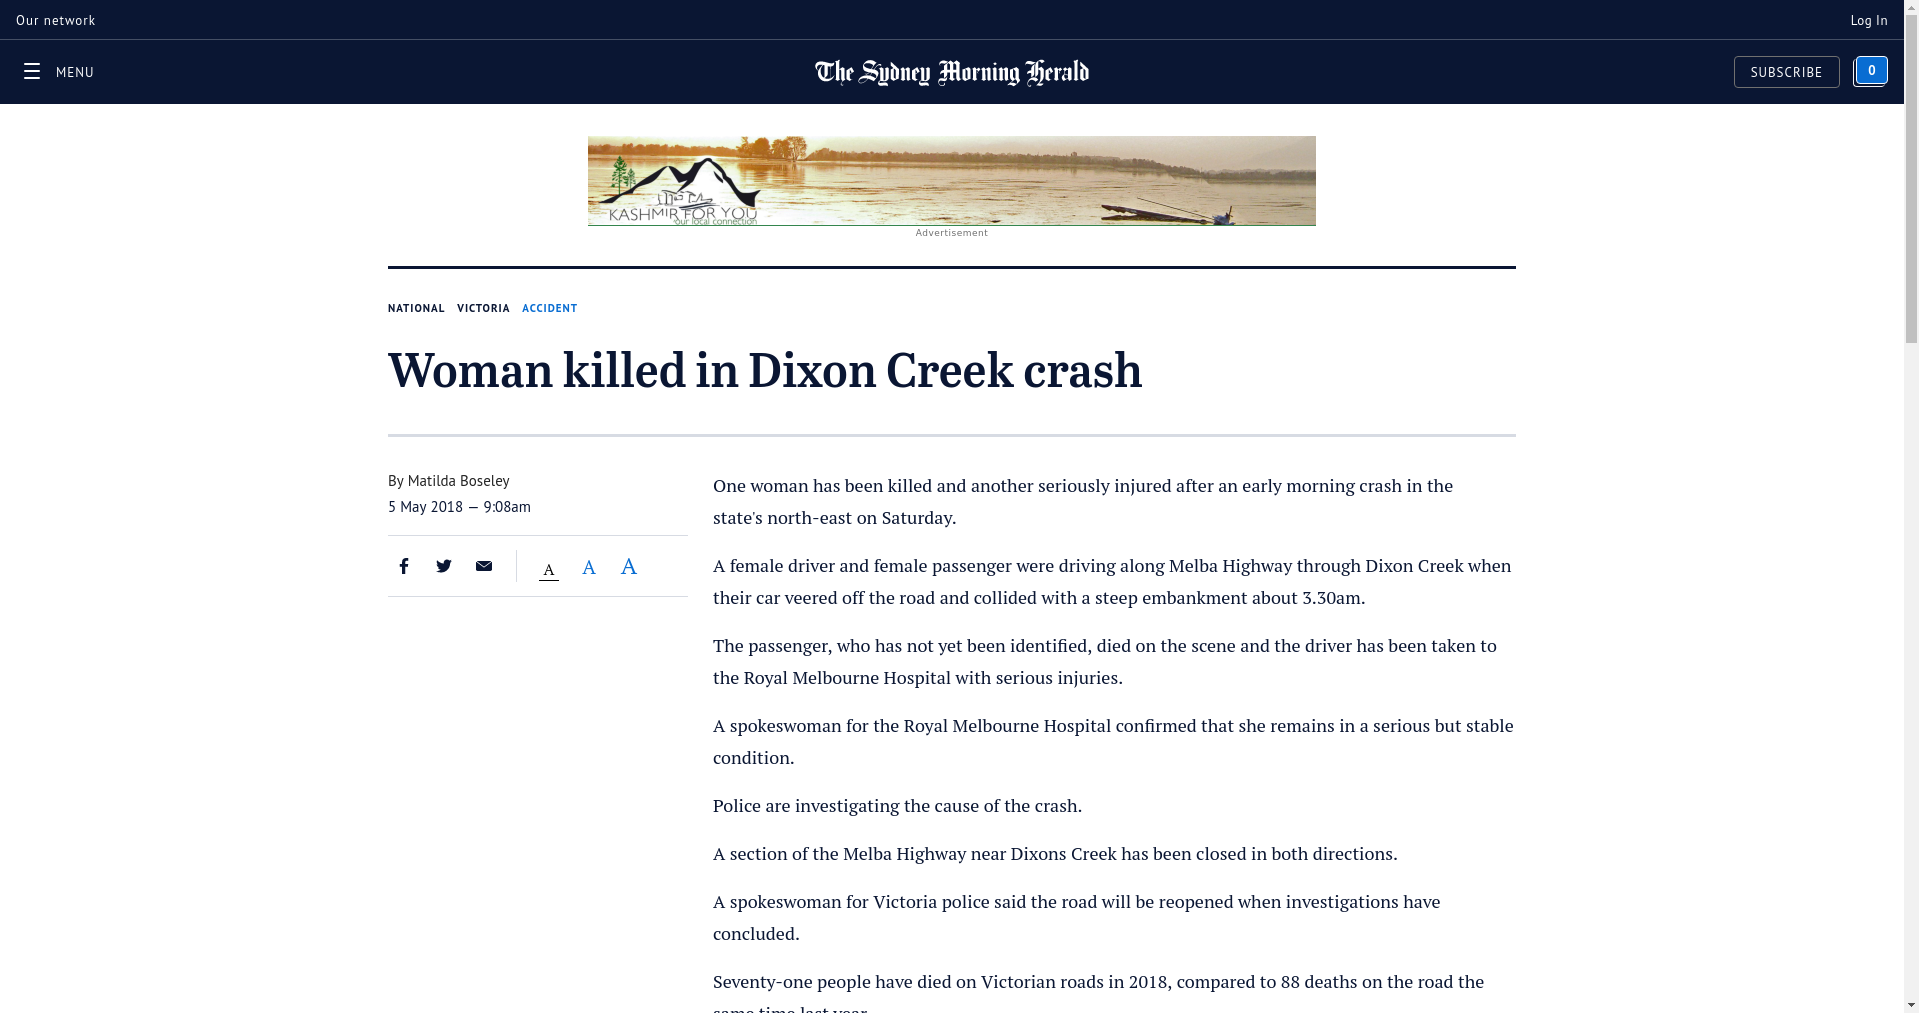 Our network
Log In
MENU
The Sydney Morning Herald
SUBSCRIBE
0
KASHMIR FOR YOU
our local connection
Advertisement
NATIONAL VICTORIA ACCIDENT
Woman killed in Dixon Creek crash
By Matilda Boseley
5 May 2018 — 9:08am
A A A
One woman has been killed and another seriously injured after an early morning crash in the
state's north-east on Saturday.
A female driver and female passenger were driving along Melba Highway through Dixon Creek when
their car veered off the road and collided with a steep embankment about 3.30am.
The passenger, who has not yet been identified, died on the scene and the driver has been taken to
the Royal Melbourne Hospital with serious injuries.
A spokeswoman for the Royal Melbourne Hospital confirmed that she remains in a serious but stable
condition.
Police are investigating the cause of the crash.
A section of the Melba Highway near Dixons Creek has been closed in both directions.
A spokeswoman for Victoria police said the road will be reopened when investigations have
concluded.
Seventy-one people have died on Victorian roads in 2018, compared to 88 deaths on the road the
same time last year